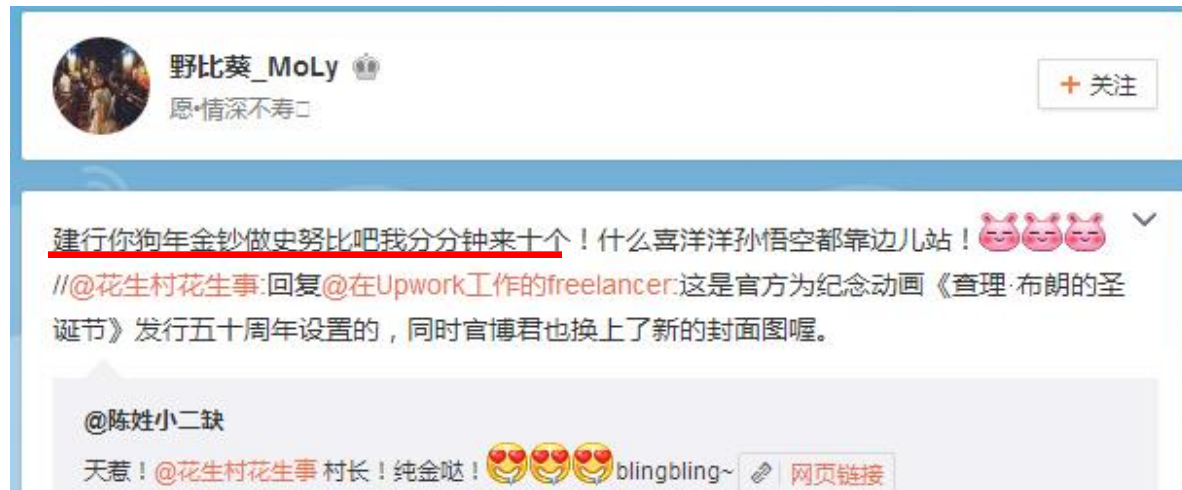 野比葵_MoLy
愿•情深不寿□
+ 关注
建行你狗年金钞做史努比吧我分分钟来十个！什么喜洋洋孙悟空都靠边儿站！
//@花生村花生事:回复@在Upwork工作的freelancer:这是官方为纪念动画《查理·布朗的圣
诞节》发行五十周年设置的，同时官博君也换上了新的封面图喔。
@陈姓小二缺
天惹！@花生村花生事 村长！纯金哒！blingbling~ 网页链接